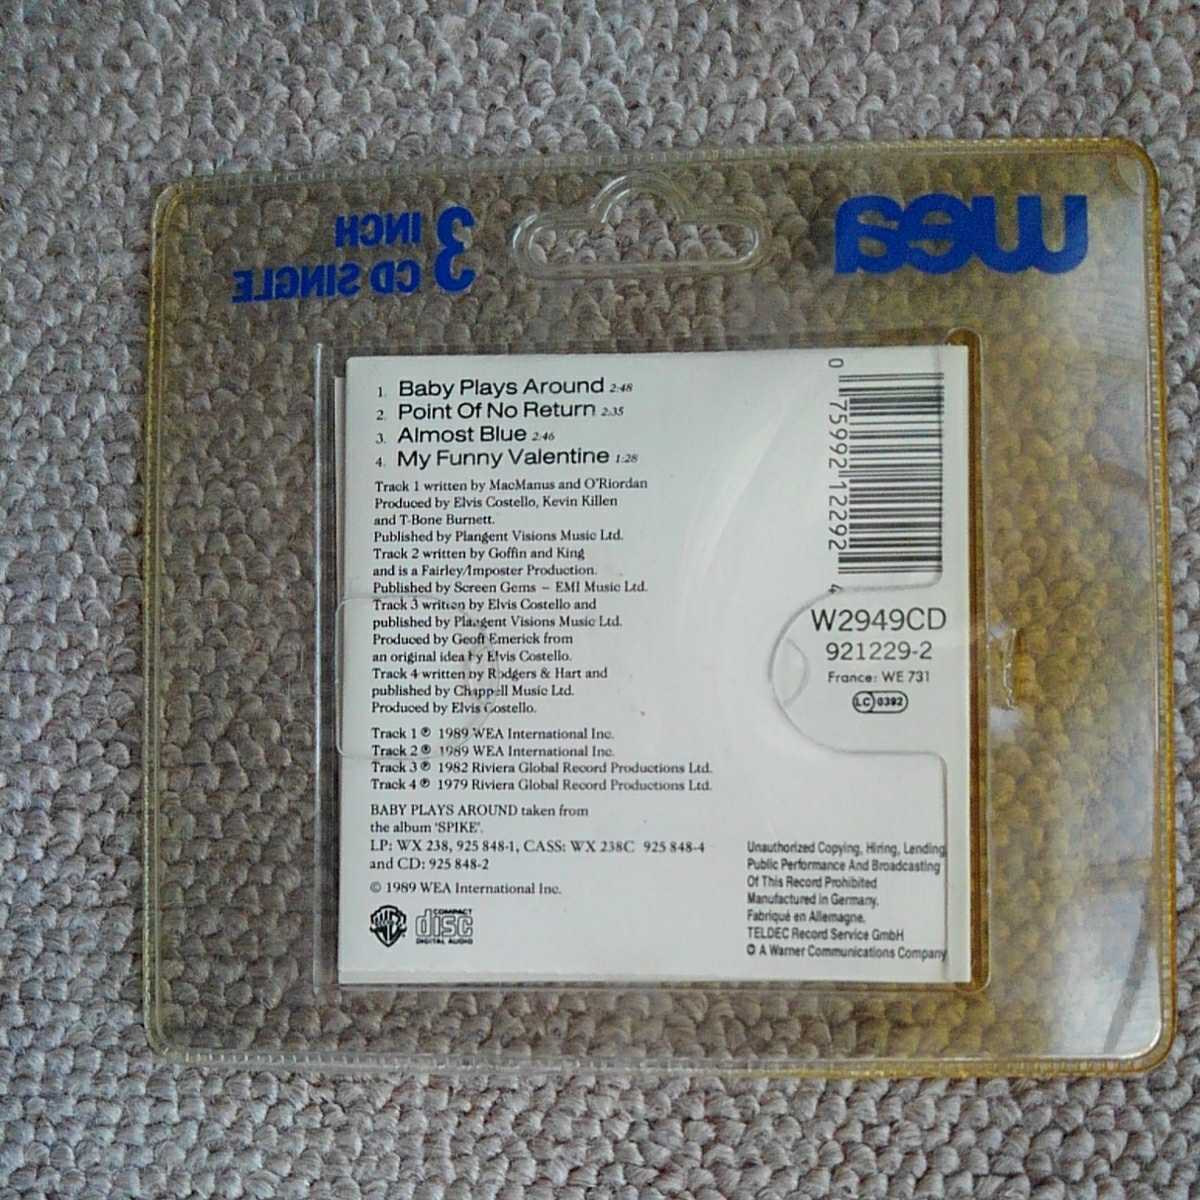 3 INCH
CD SINGLE
wea
1. Baby Plays Around 2:48
2. Point Of No Return 2:35
3. Almost Blue 2:46
4. My Funny Valentine 1:28
Track 1 written by MacManus and O'Riordan
Produced by Elvis Costello, Kevin Killen
and T-Bone Burnett.
Published by Plangent Visions Music Ltd.
Track 2 written by Goffin and King
and is a Fairley/Imposter Production.
Published by Screen Gems – EMI Music Ltd.
Track 3 written by Elvis Costello and
published by Plangent Visions Music Ltd.
Produced by Geoff Emerick from
an original idea by Elvis Costello.
Track 4 written by Rodgers & Hart and
published by Chappell Music Ltd.
Produced by Elvis Costello.
Track 1 ℗ 1989 WEA International Inc.
Track 2 ℗ 1989 WEA International Inc.
Track 3 ℗ 1982 Riviera Global Record Productions Ltd.
Track 4 ℗ 1979 Riviera Global Record Productions Ltd.
BABY PLAYS AROUND taken from
the album 'SPIKE'.
LP: WX 238, 925 848-1, CASS: WX 238C 925 848-4
and CD: 925 848-2
© 1989 WEA International Inc.
COMPACT
disc
DIGITAL AUDIO
0 75992 12292 4
W2949CD
921229-2
France: WE 731
LC 0392
Unauthorized Copying, Hiring, Lending
Public Performance And Broadcasting
Of This Record Prohibited
Manufactured in Germany.
Fabriqué en Allemagne.
TELDEC Record Service GmbH
A Warner Communications Company